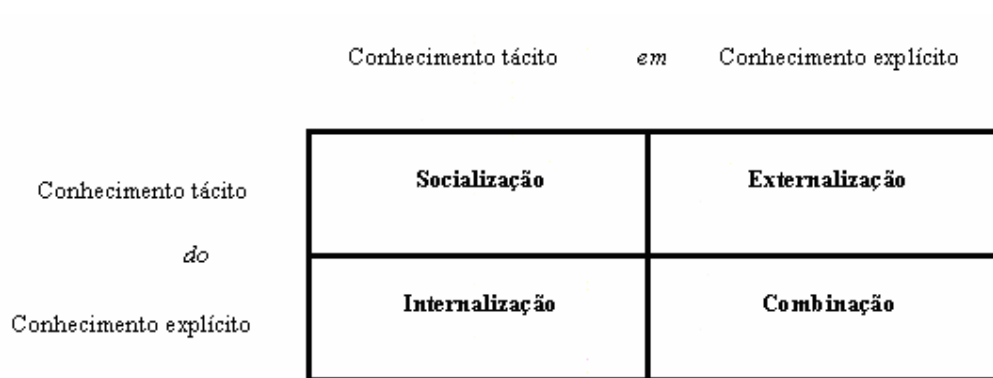 Conhecimento tácito em Conhecimento explícito
Conhecimento tácito
Socialização
Externalização
do
Conhecimento explícito
Internalização
Combinação